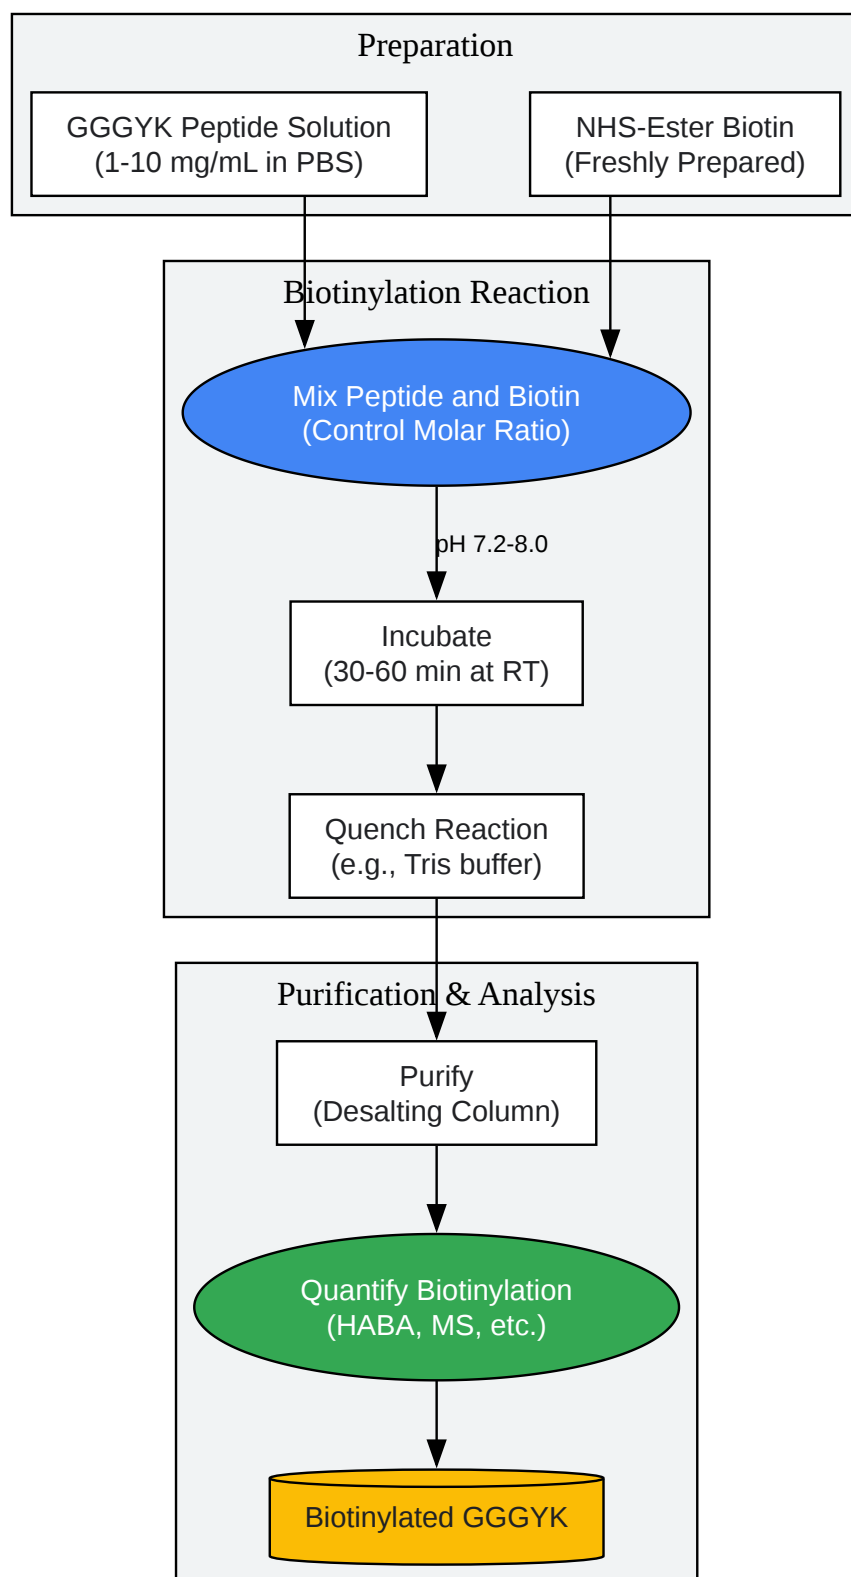 Preparation
GGGYK Peptide Solution
(1-10 mg/mL in PBS)
NHS-Ester Biotin
(Freshly Prepared)
Biotinylation Reaction
Mix Peptide and Biotin
(Control Molar Ratio)
pH 7.2-8.0
Incubate
(30-60 min at RT)
Quench Reaction
(e.g., Tris buffer)
Purification & Analysis
Purify
(Desalting Column)
Quantify Biotinylation
(HABA, MS, etc.)
Biotinylated GGGYK